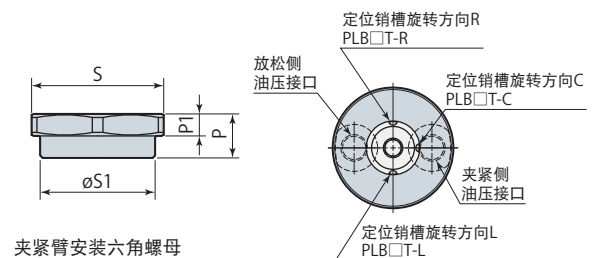 S
P1
P
øS1
夹紧臂安装六角螺母
定位销槽旋转方向R
PLB□T-R
放松侧
油压接口
定位销槽旋转方向C
PLB□T-C
夹紧侧
油压接口
定位销槽旋转方向L
PLB□T-L